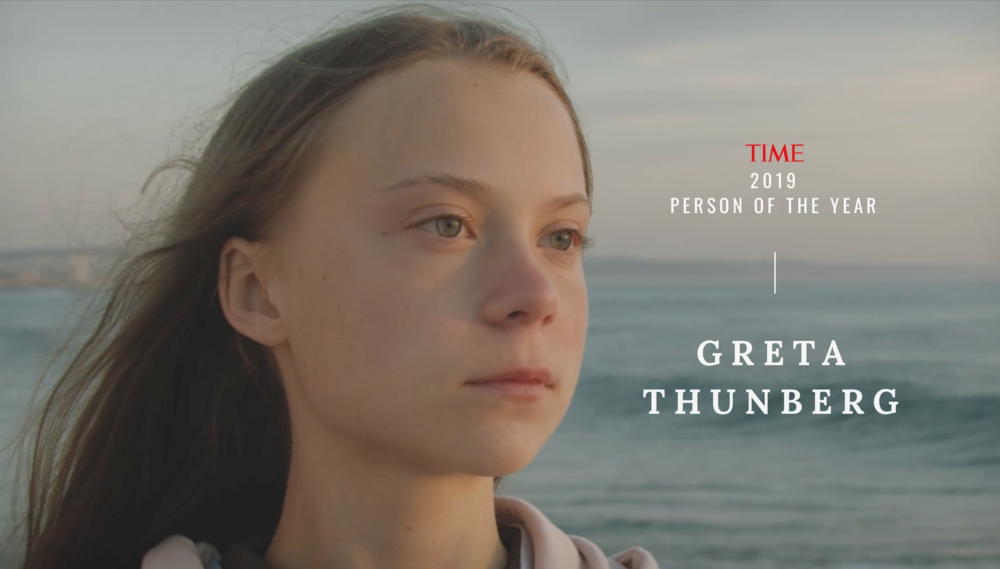 TIME
2019
PERSON OF THE YEAR
GRETA
THUNBERG